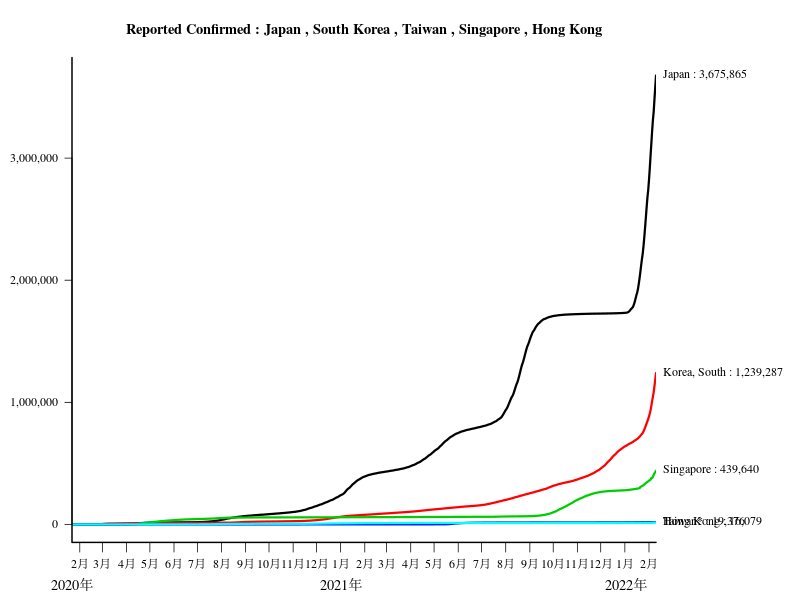 Reported Confirmed : Japan , South Korea , Taiwan , Singapore , Hong Kong
Japan : 3,675,865
3,000,000
2,000,000
1,000,000
Korea, South : 1,239,287
Singapore : 439,640
0
2月 3月 4月 5月 6月 7月 8月 9月 10月 11月 12月 1月 2月 3月 4月 5月 6月 7月 8月 9月 10月 11月 12月 1月 2月
2020年 2021年 2022年